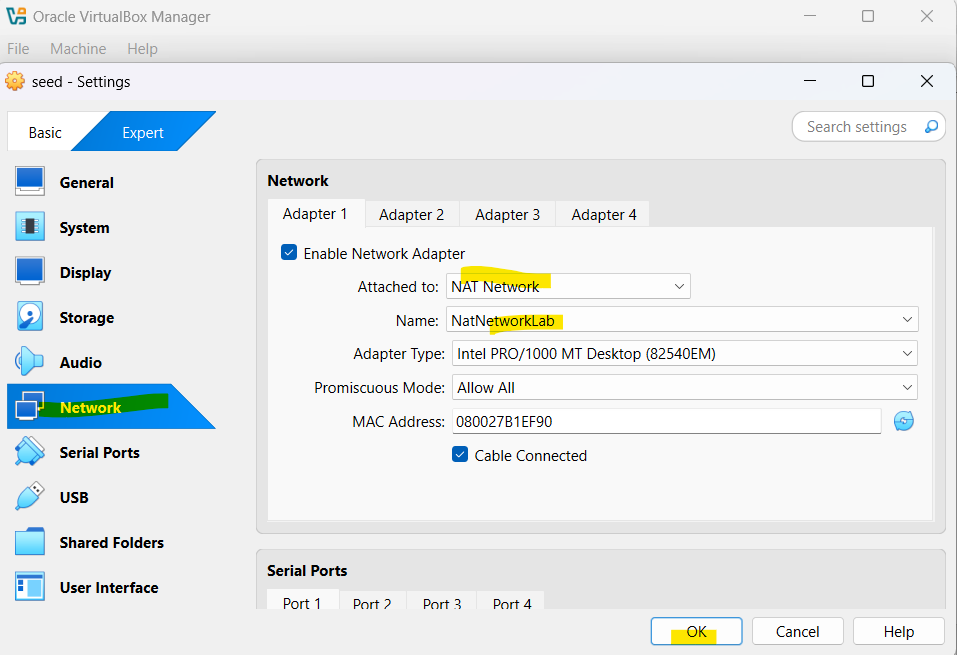 Oracle VirtualBox Manager
File Machine Help
seed - Settings
Basic Expert
Search settings
General
System
Display
Storage
Audio
Network
Serial Ports
USB
Shared Folders
User Interface
Network
Adapter 1 Adapter 2 Adapter 3 Adapter 4
Enable Network Adapter
Attached to: NAT Network
Name: NatNetworkLab
Adapter Type: Intel PRO/1000 MT Desktop (82540EM)
Promiscuous Mode: Allow All
MAC Address: 080027B1EF90
Cable Connected
Serial Ports
Port 1 Port 2 Port 3 Port 4
OK Cancel Help